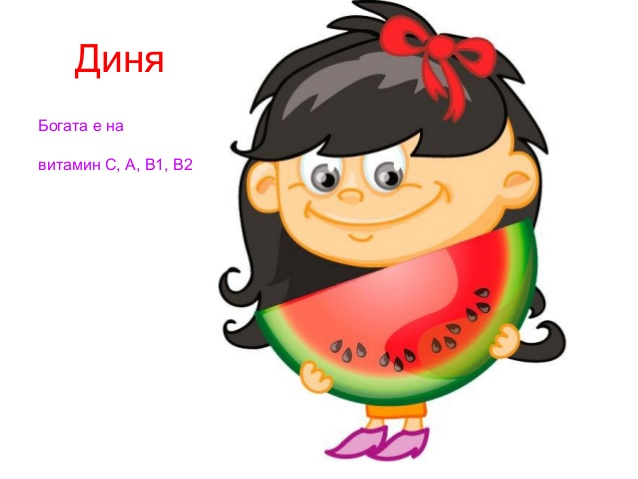 Диня
Богата е на
витамин С, А, В1, В2